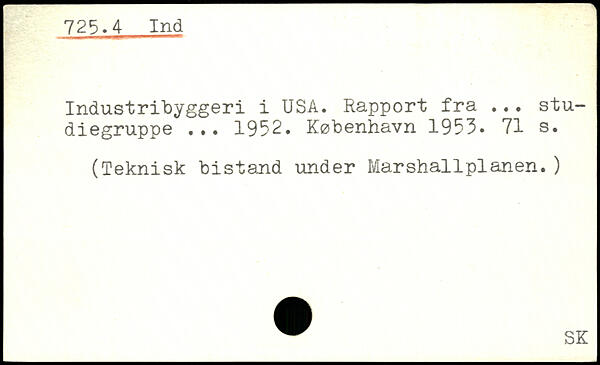 725.4 Ind
Industribyggeri i USA. Rapport fra ... stu-
diegruppe ... 1952. København 1953. 71 s.
(Teknisk bistand under Marshallplanen.)
SK